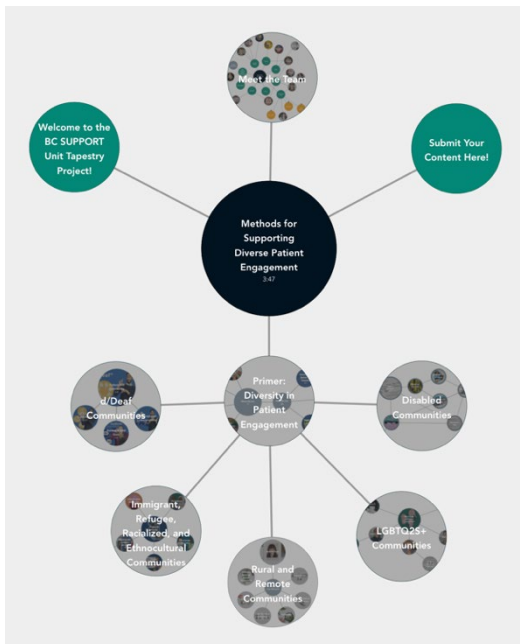 Meet the Team
Welcome to the
BC SUPPORT
Unit Tapestry
Project!
Submit Your
Content Here!
Methods for
Supporting
Diverse Patient
Engagement
3:47
d/Deaf
Communities
Primer:
Diversity in
Patient
Engagement
Disabled
Communities
Immigrant,
Refugee,
Racialized, and
Ethnocultural
Communities
Rural and
Remote
Communities
LGBTQ2S+
Communities